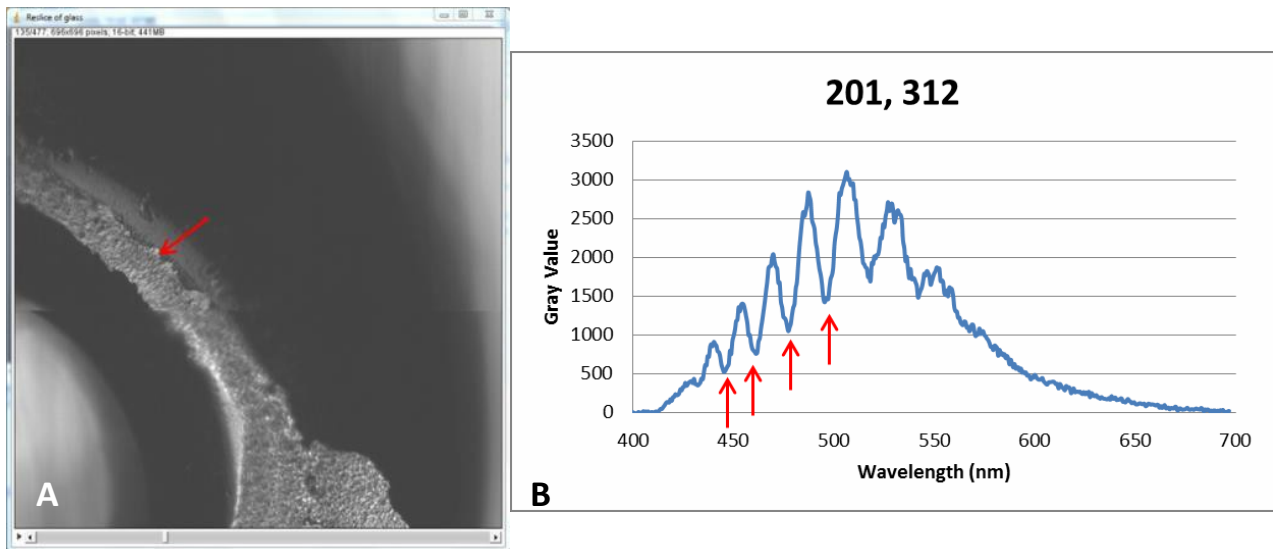 Reslice of glass
135/477, 696x696 pixels; 16-bit; 441MB
A
201, 312
3500
3000
2500
2000
1500
1000
500
0
Gray Value
400 450 500 550 600 650 700
Wavelength (nm)
B